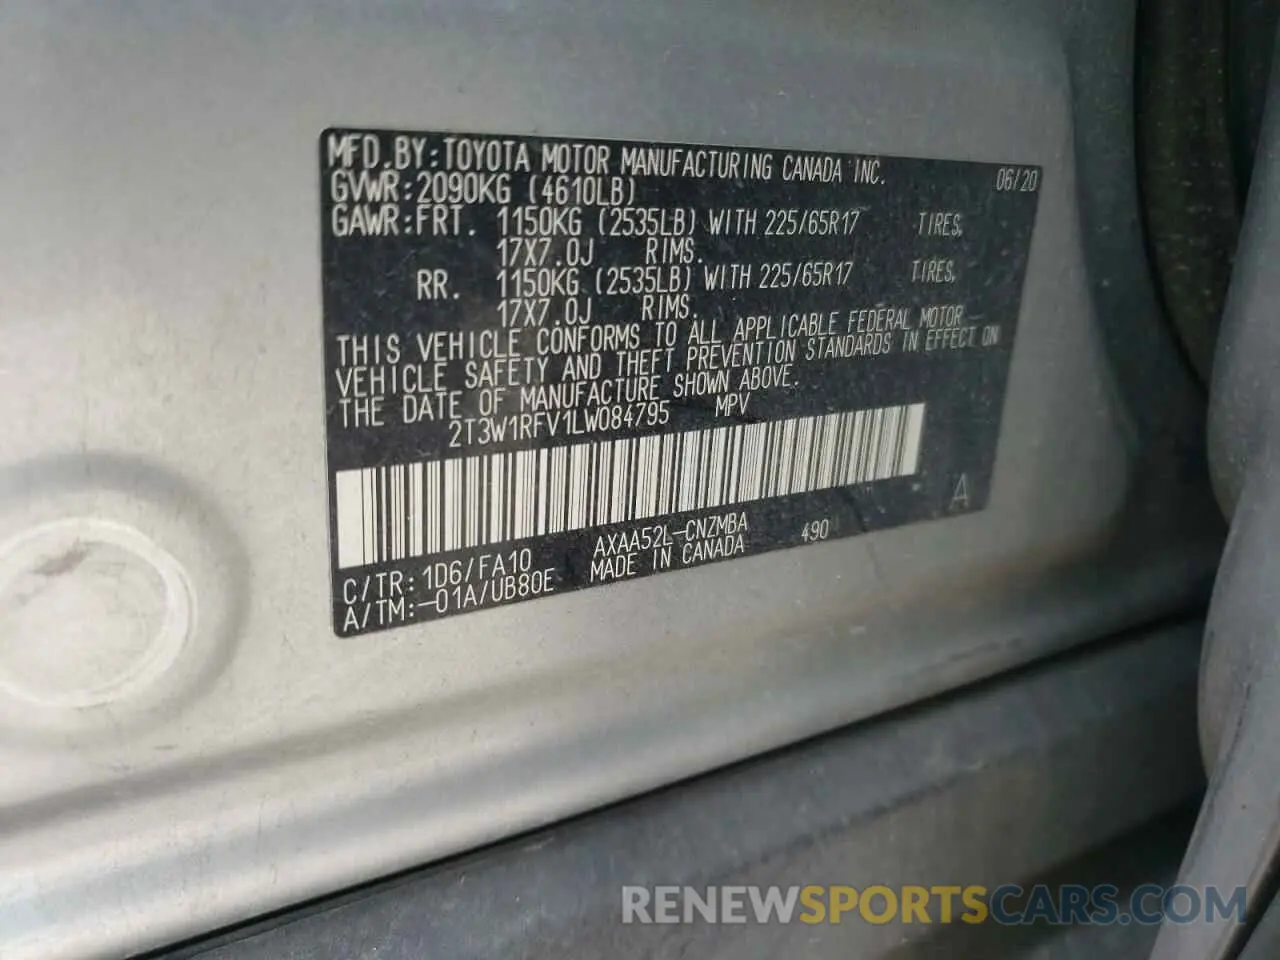 MFD.BY:TOYOTA MOTOR MANUFACTURING CANADA INC. 06/20
GVWR:2090KG (4610LB)
GAWR:FRT. 1150KG (2535LB) WITH 225/65R17 TIRES,
17X7.0J RIMS.
RR. 1150KG (2535LB) WITH 225/65R17 TIRES,
17X7.0J RIMS.
THIS VEHICLE CONFORMS TO ALL APPLICABLE FEDERAL MOTOR
VEHICLE SAFETY AND THEFT PREVENTION STANDARDS IN EFFECT ON
THE DATE OF MANUFACTURE SHOWN ABOVE.
2T3W1RFV1LW084795 MPV
A
C/TR:1D6/FA10 AXAA52L-CNZMBA 490
A/TM:-01A/UB80E MADE IN CANADA
RENEWSPORTSCARS.COM